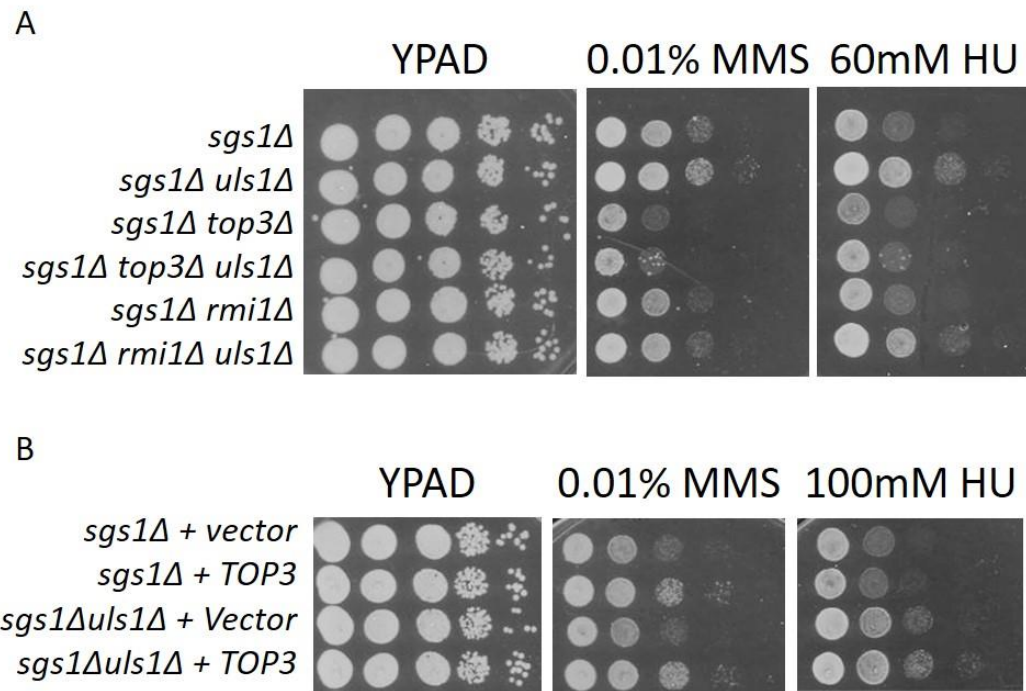 A
YPAD 0.01% MMS 60mM HU
sgs1Δ
sgs1Δ uls1Δ
sgs1Δ top3Δ
sgs1Δ top3Δ uls1Δ
sgs1Δ rmi1Δ
sgs1Δ rmi1Δ uls1Δ
B
YPAD 0.01% MMS 100mM HU
sgs1Δ + vector
sgs1Δ + TOP3
sgs1Δuls1Δ + Vector
sgs1Δuls1Δ + TOP3